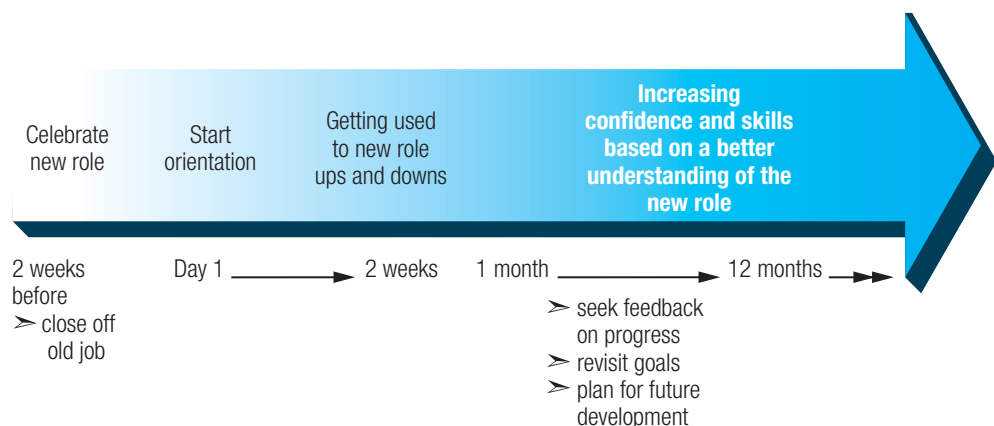 Celebrate
new role
Start
orientation
Getting used
to new role
ups and downs
Increasing
confidence and skills
based on a better
understanding of the
new role
2 weeks
before
➢ close off
old job
Day 1
2 weeks
1 month
12 months
➢ seek feedback
on progress
➢ revisit goals
➢ plan for future
development